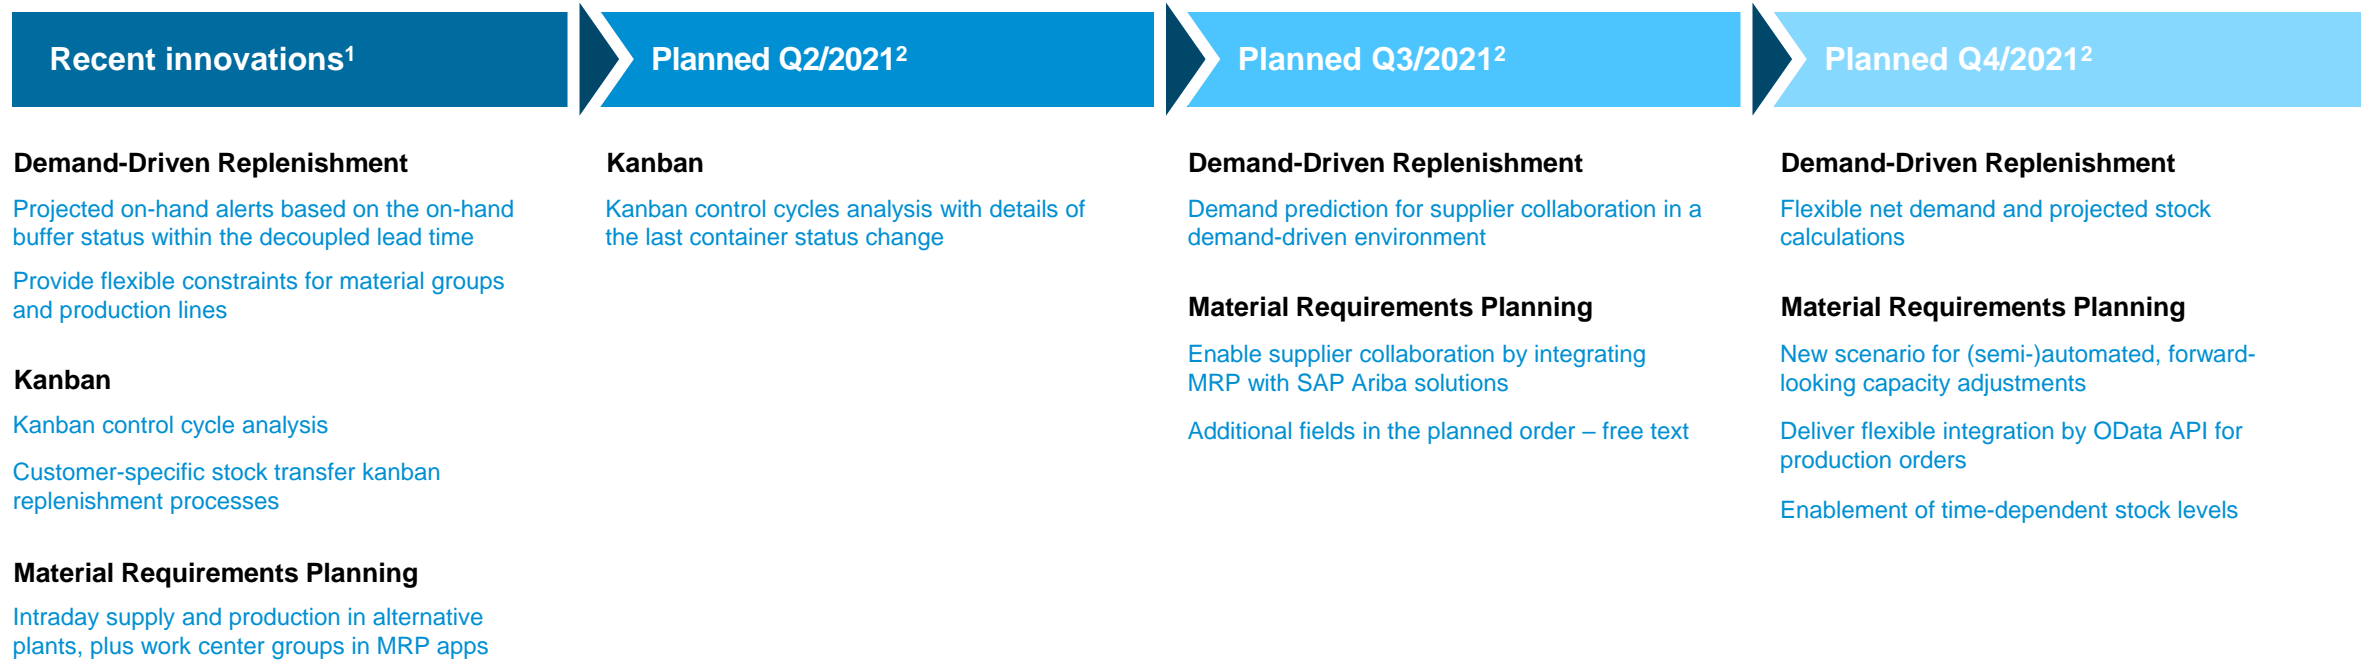 Recent innovations¹
Planned Q2/2021²
Planned Q3/2021²
Planned Q4/2021²
Demand-Driven Replenishment
Projected on-hand alerts based on the on-hand
buffer status within the decoupled lead time
Provide flexible constraints for material groups
and production lines
Kanban
Kanban control cycle analysis
Customer-specific stock transfer kanban
replenishment processes
Material Requirements Planning
Intraday supply and production in alternative
plants, plus work center groups in MRP apps
Kanban
Kanban control cycles analysis with details of
the last container status change
Demand-Driven Replenishment
Demand prediction for supplier collaboration in a
demand-driven environment
Material Requirements Planning
Enable supplier collaboration by integrating
MRP with SAP Ariba solutions
Additional fields in the planned order – free text
Demand-Driven Replenishment
Flexible net demand and projected stock
calculations
Material Requirements Planning
New scenario for (semi-)automated, forward-
looking capacity adjustments
Deliver flexible integration by OData API for
production orders
Enablement of time-dependent stock levels